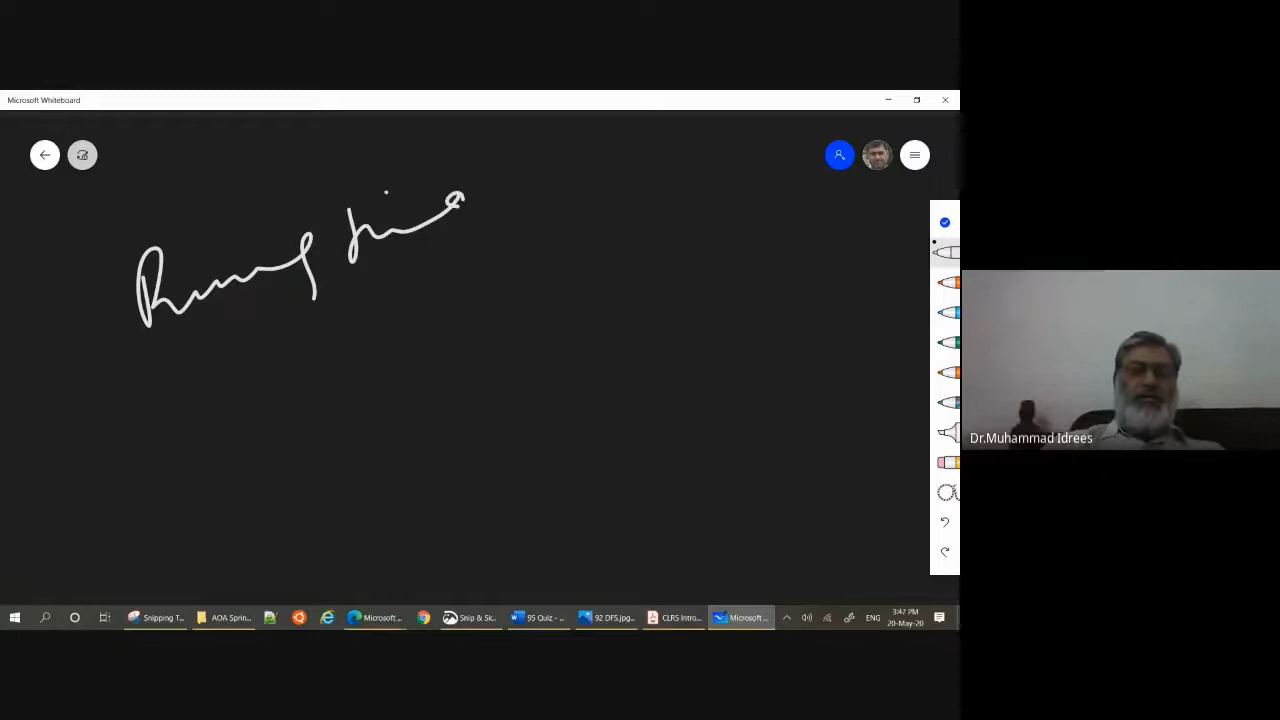 Microsoft Whiteboard
Running time
Dr.Muhammad Idrees
Snipping T...
AOA Sprin...
Microsoft ...
Snip & Sk...
95 Quiz - ...
92 DFS.jpg...
CLRS Intro...
Microsoft ...
ENG
3:47 PM
20-May-20